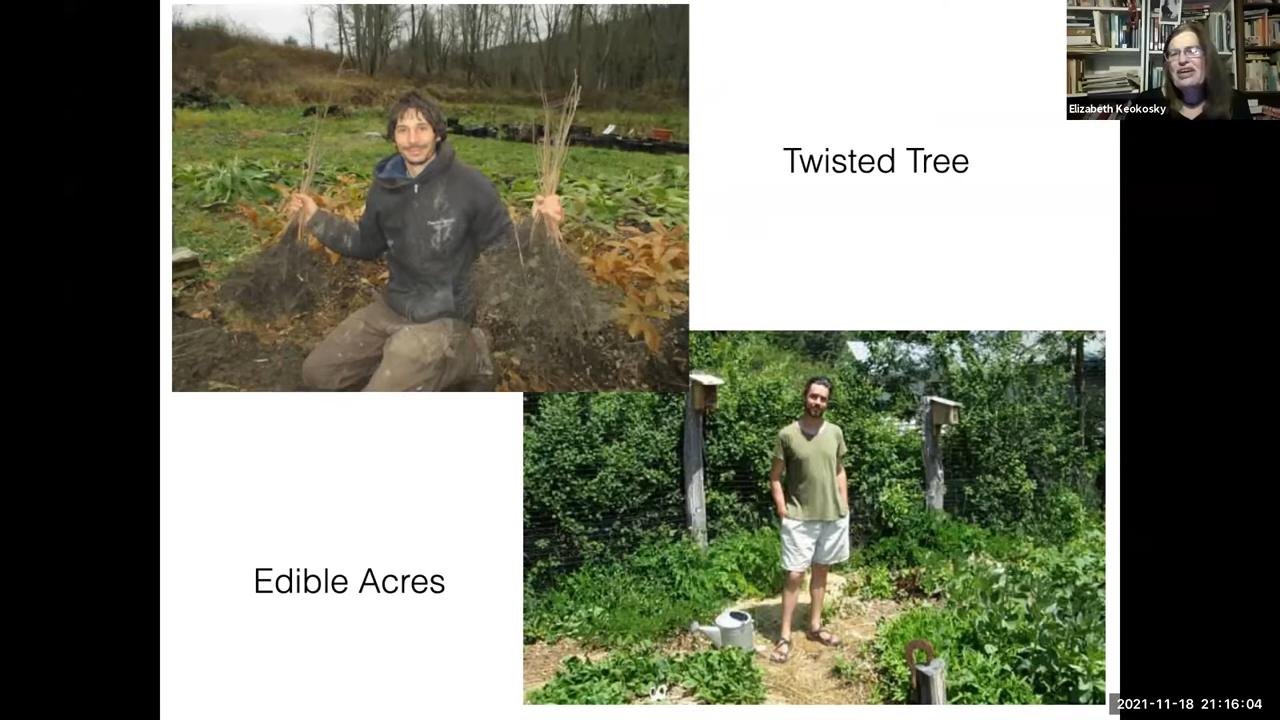 Elizabeth Keokosky
Twisted Tree
Edible Acres
2021-11-18 21:16:04